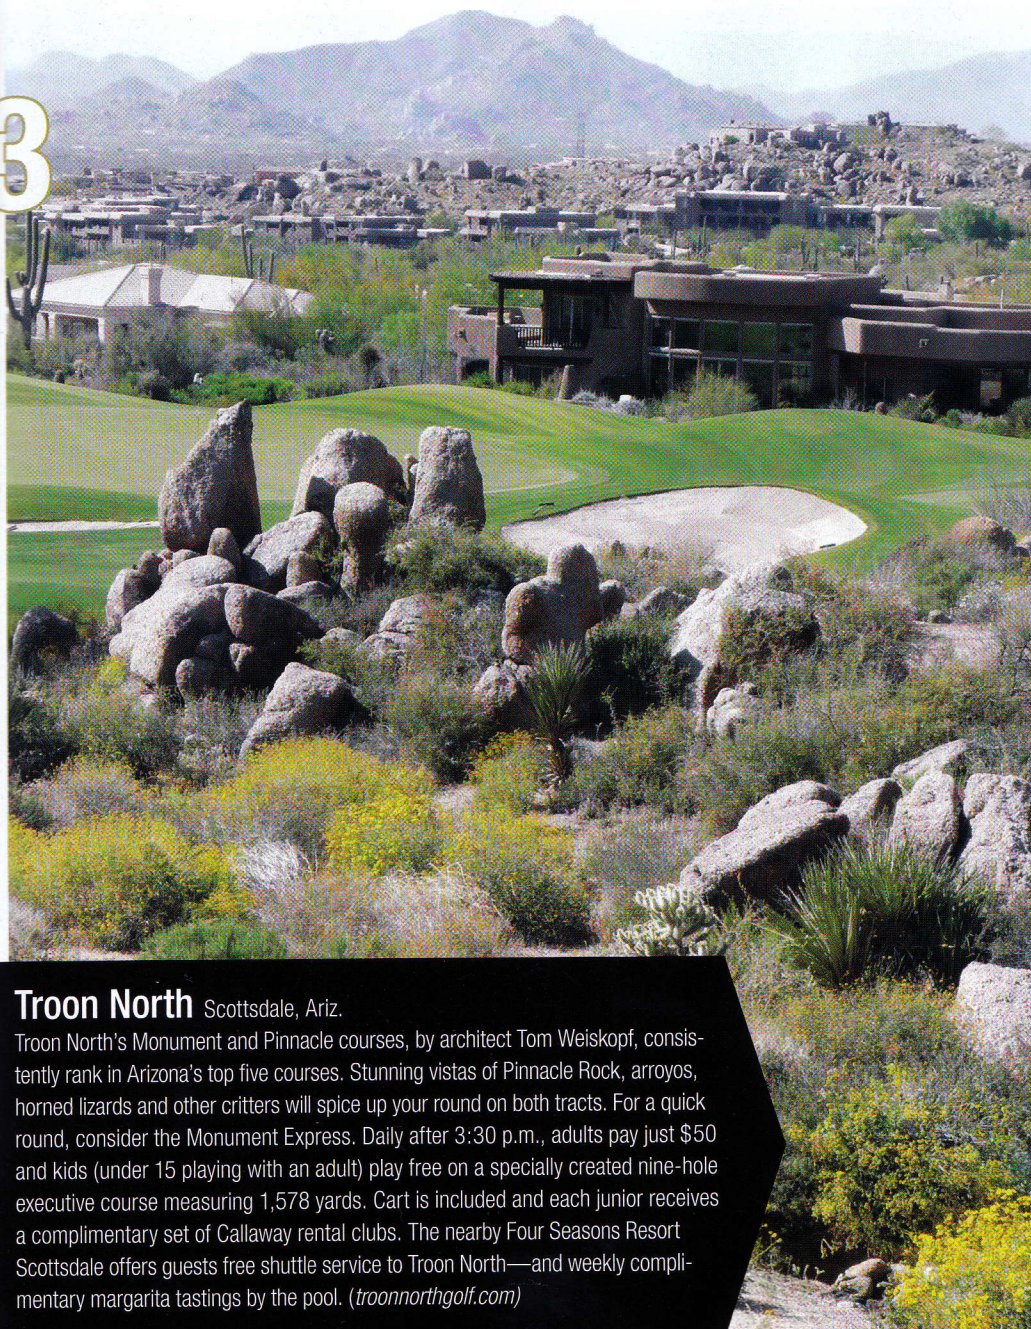 3
Troon North Scottsdale, Ariz.
Troon North's Monument and Pinnacle courses, by architect Tom Weiskopf, consis-
tently rank in Arizona's top five courses. Stunning vistas of Pinnacle Rock, arroyos,
horned lizards and other critters will spice up your round on both tracts. For a quick
round, consider the Monument Express. Daily after 3:30 p.m., adults pay just $50
and kids (under 15 playing with an adult) play free on a specially created nine-hole
executive course measuring 1,578 yards. Cart is included and each junior receives
a complimentary set of Callaway rental clubs. The nearby Four Seasons Resort
Scottsdale offers guests free shuttle service to Troon North—and weekly compli-
mentary margarita tastings by the pool. (troonnorthgolf.com)